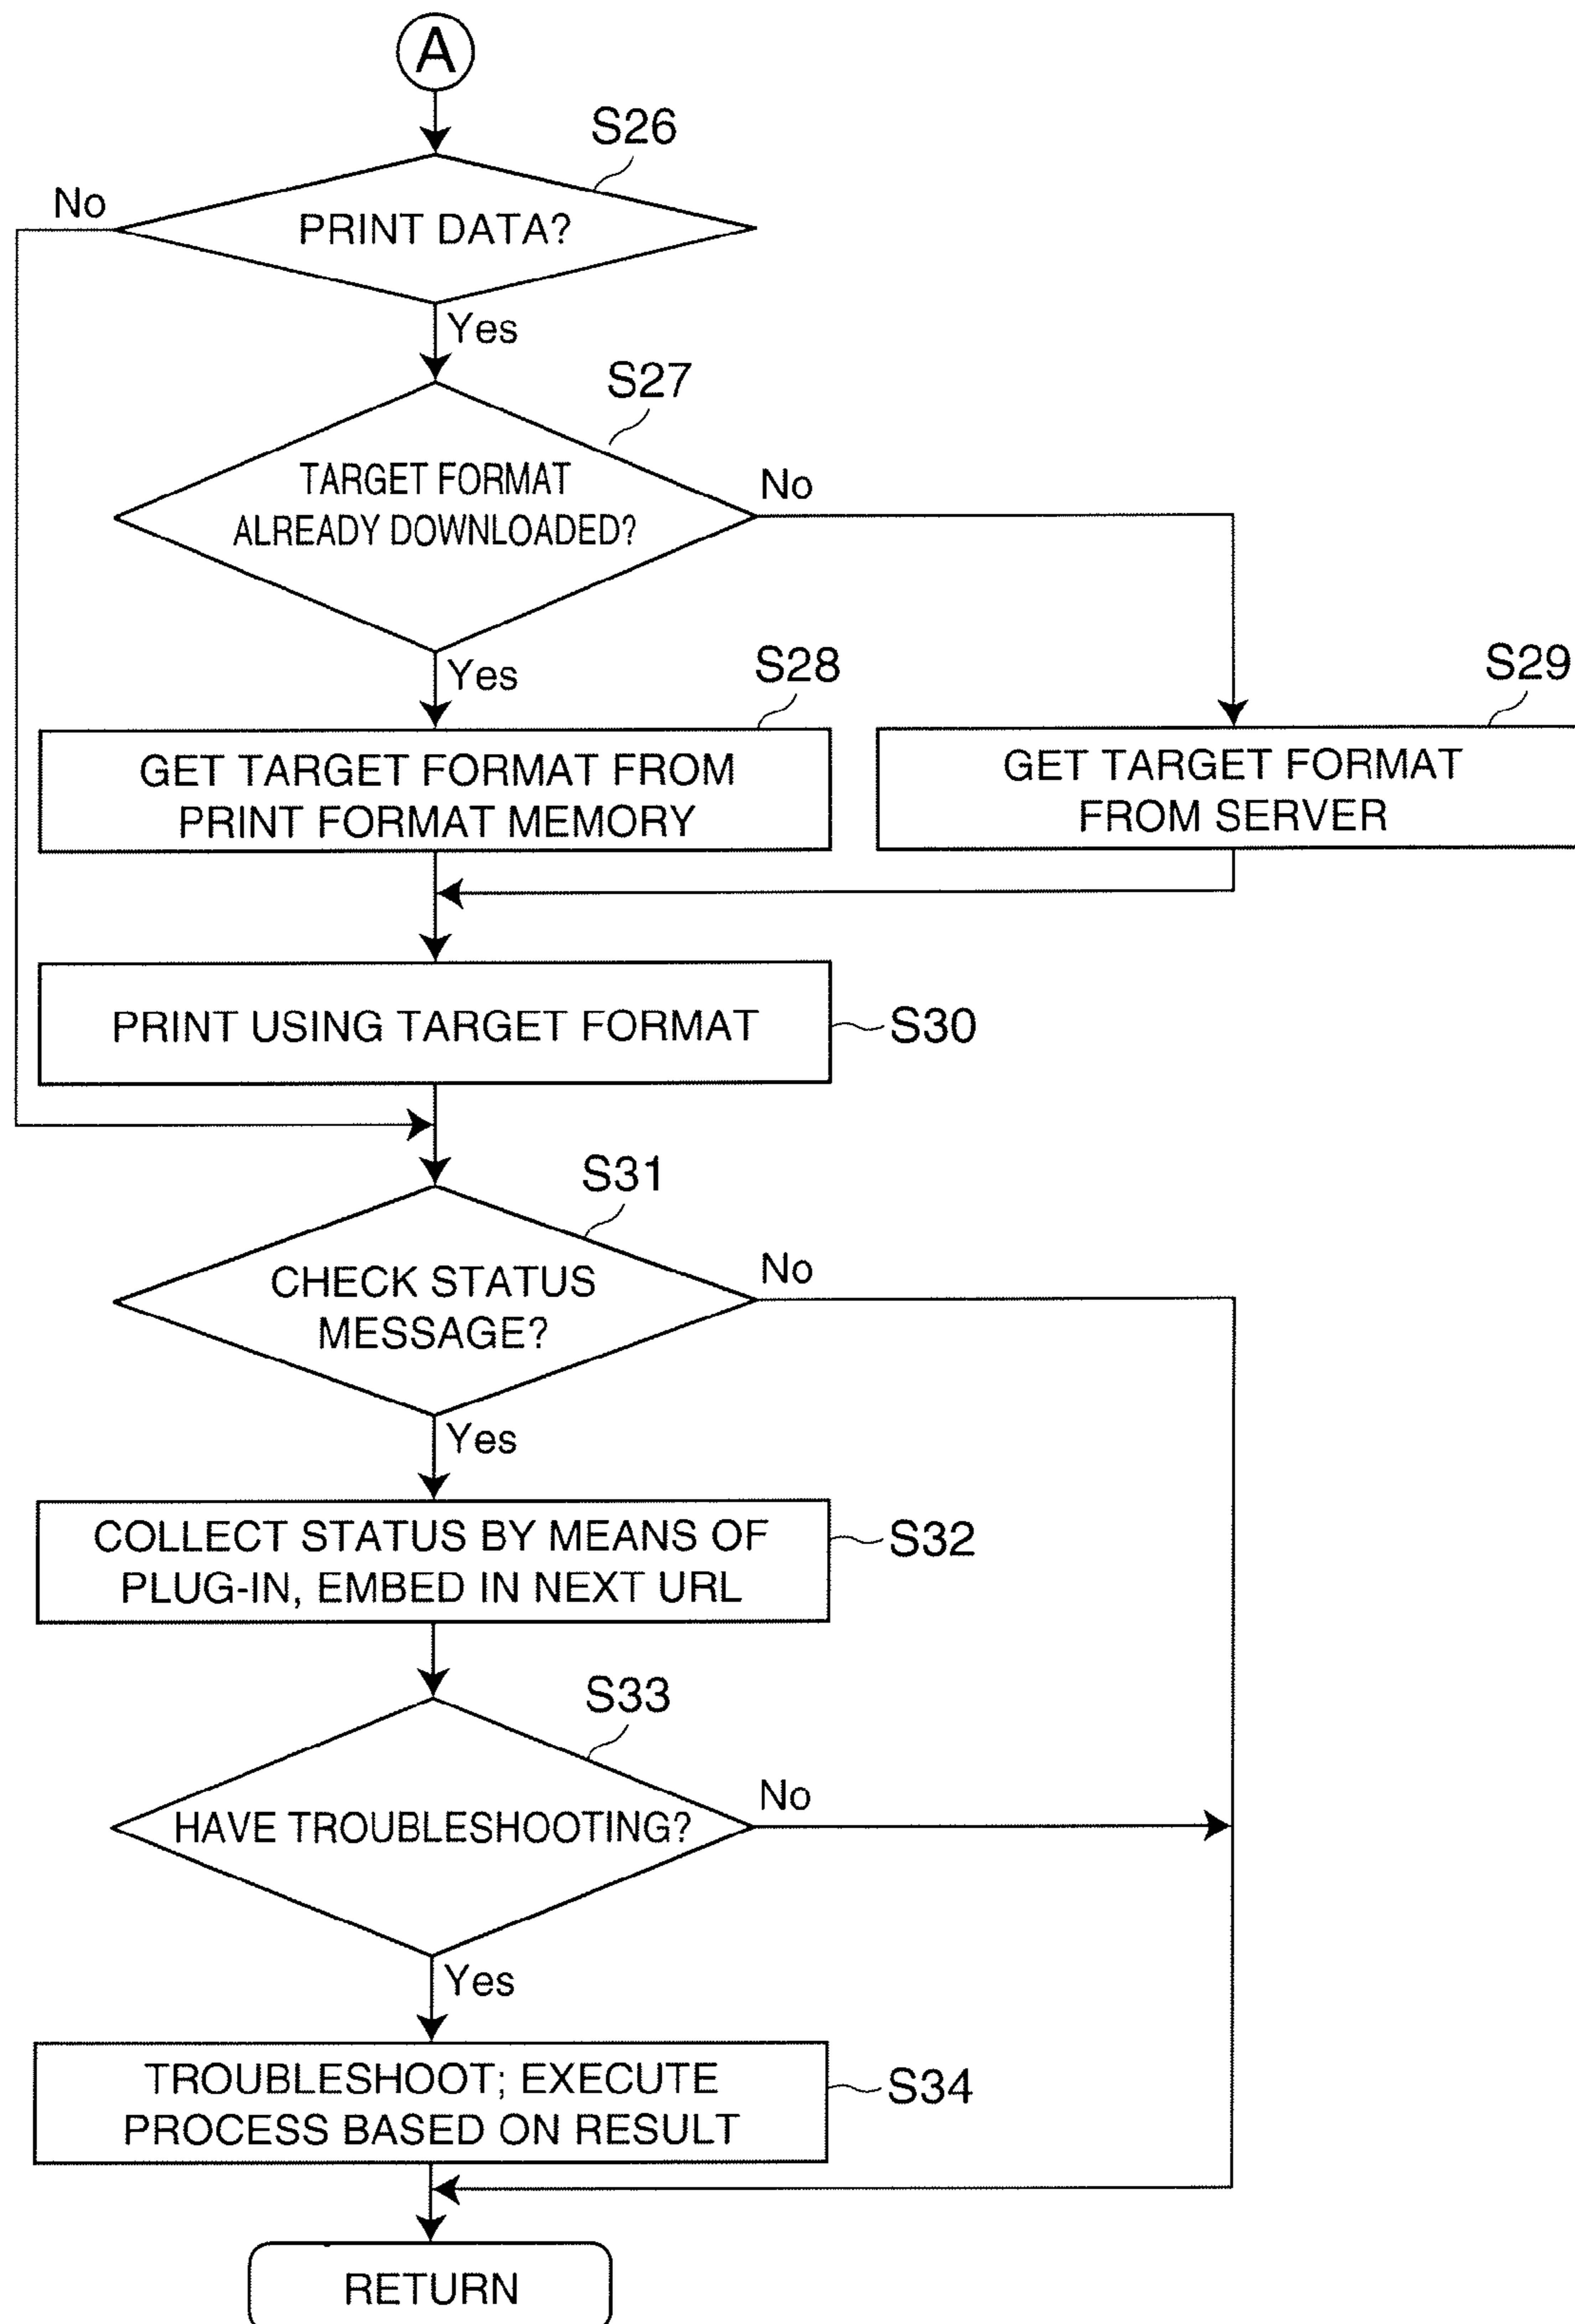 A
S26
No
PRINT DATA?
Yes
S27
TARGET FORMAT
ALREADY DOWNLOADED?
No
Yes
S28
S29
GET TARGET FORMAT FROM
PRINT FORMAT MEMORY
GET TARGET FORMAT
FROM SERVER
PRINT USING TARGET FORMAT
S30
S31
CHECK STATUS
MESSAGE?
No
Yes
COLLECT STATUS BY MEANS OF
PLUG-IN, EMBED IN NEXT URL
S32
S33
HAVE TROUBLESHOOTING?
No
Yes
TROUBLESHOOT; EXECUTE
PROCESS BASED ON RESULT
S34
RETURN